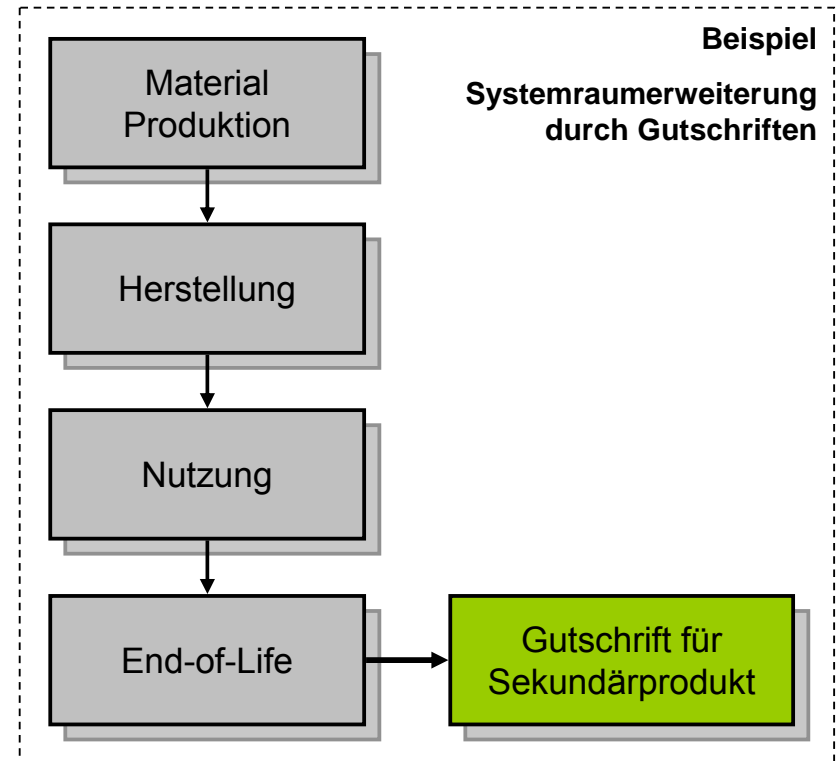 Beispiel
Systemraumerweiterung
durch Gutschriften
Material
Produktion
Herstellung
Nutzung
End-of-Life
Gutschrift für
Sekundärprodukt